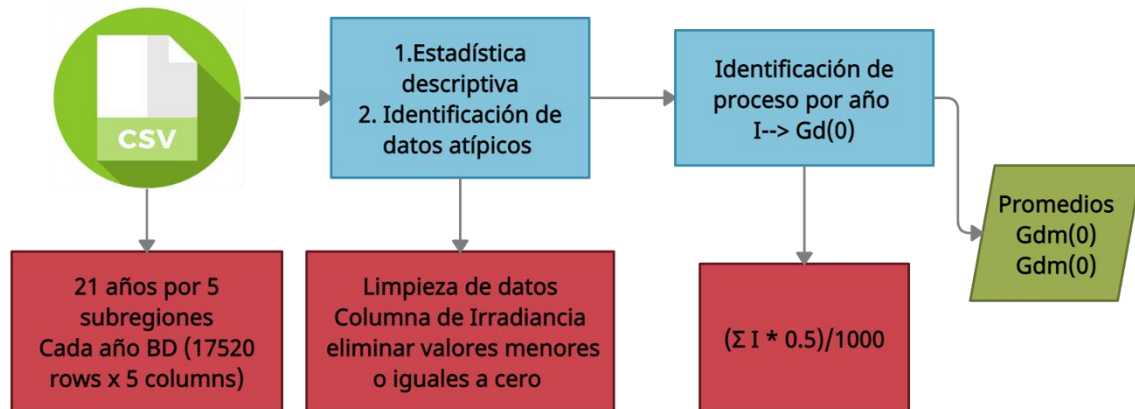 CSV
1.Estadística
descriptiva
2. Identificación de
datos atípicos
Identificación de
proceso por año
I--> Gd(0)
Promedios
Gdm(0)
Gdm(0)
21 años por 5
subregiones
Cada año BD (17520
rows x 5 columns)
Limpieza de datos
Columna de Irradiancia
eliminar valores menores
o iguales a cero
(Σ I * 0.5)/1000